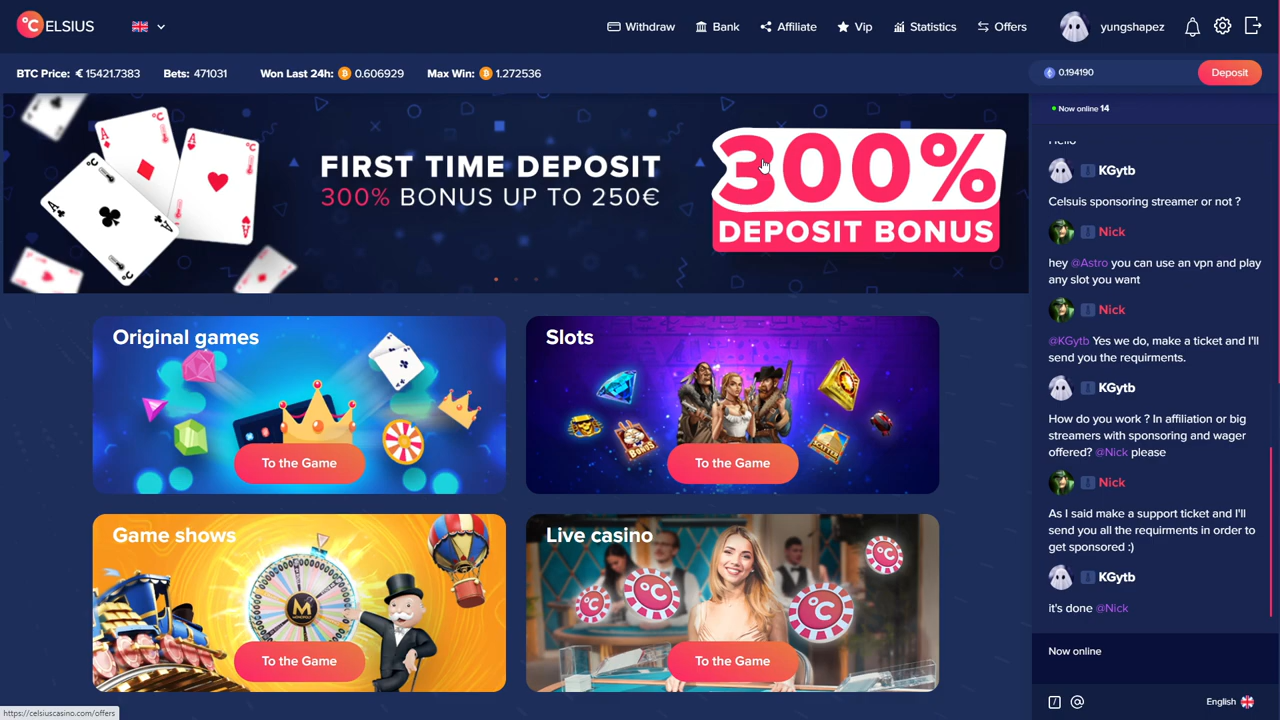 ℃ELSIUS
Withdraw
Bank
Affiliate
Vip
Statistics
Offers
yungshapez
BTC Price: € 15421.7383
Bets: 471031
Won Last 24h: 0.606929
Max Win: 1.272536
0.194190
Deposit
FIRST TIME DEPOSIT
300% BONUS UP TO 250€
300%
DEPOSIT BONUS
Original games
To the Game
Slots
BONUS
SCATTER
To the Game
Game shows
M
MONOPOLY
To the Game
Live casino
℃
℃
℃
℃
To the Game
Now online 14
Hello
KGytb
Celsuis sponsoring streamer or not ?
Nick
hey @Astro you can use an vpn and play
any slot you want
Nick
@KGytb Yes we do, make a ticket and I'll
send you the requirments.
KGytb
How do you work ? In affiliation or big
streamers with sponsoring and wager
offered? @Nick please
Nick
As I said make a support ticket and I'll
send you all the requirments in order to
get sponsored :)
KGytb
it's done @Nick
Now online
/ @
English
https://celsiuscasino.com/offers